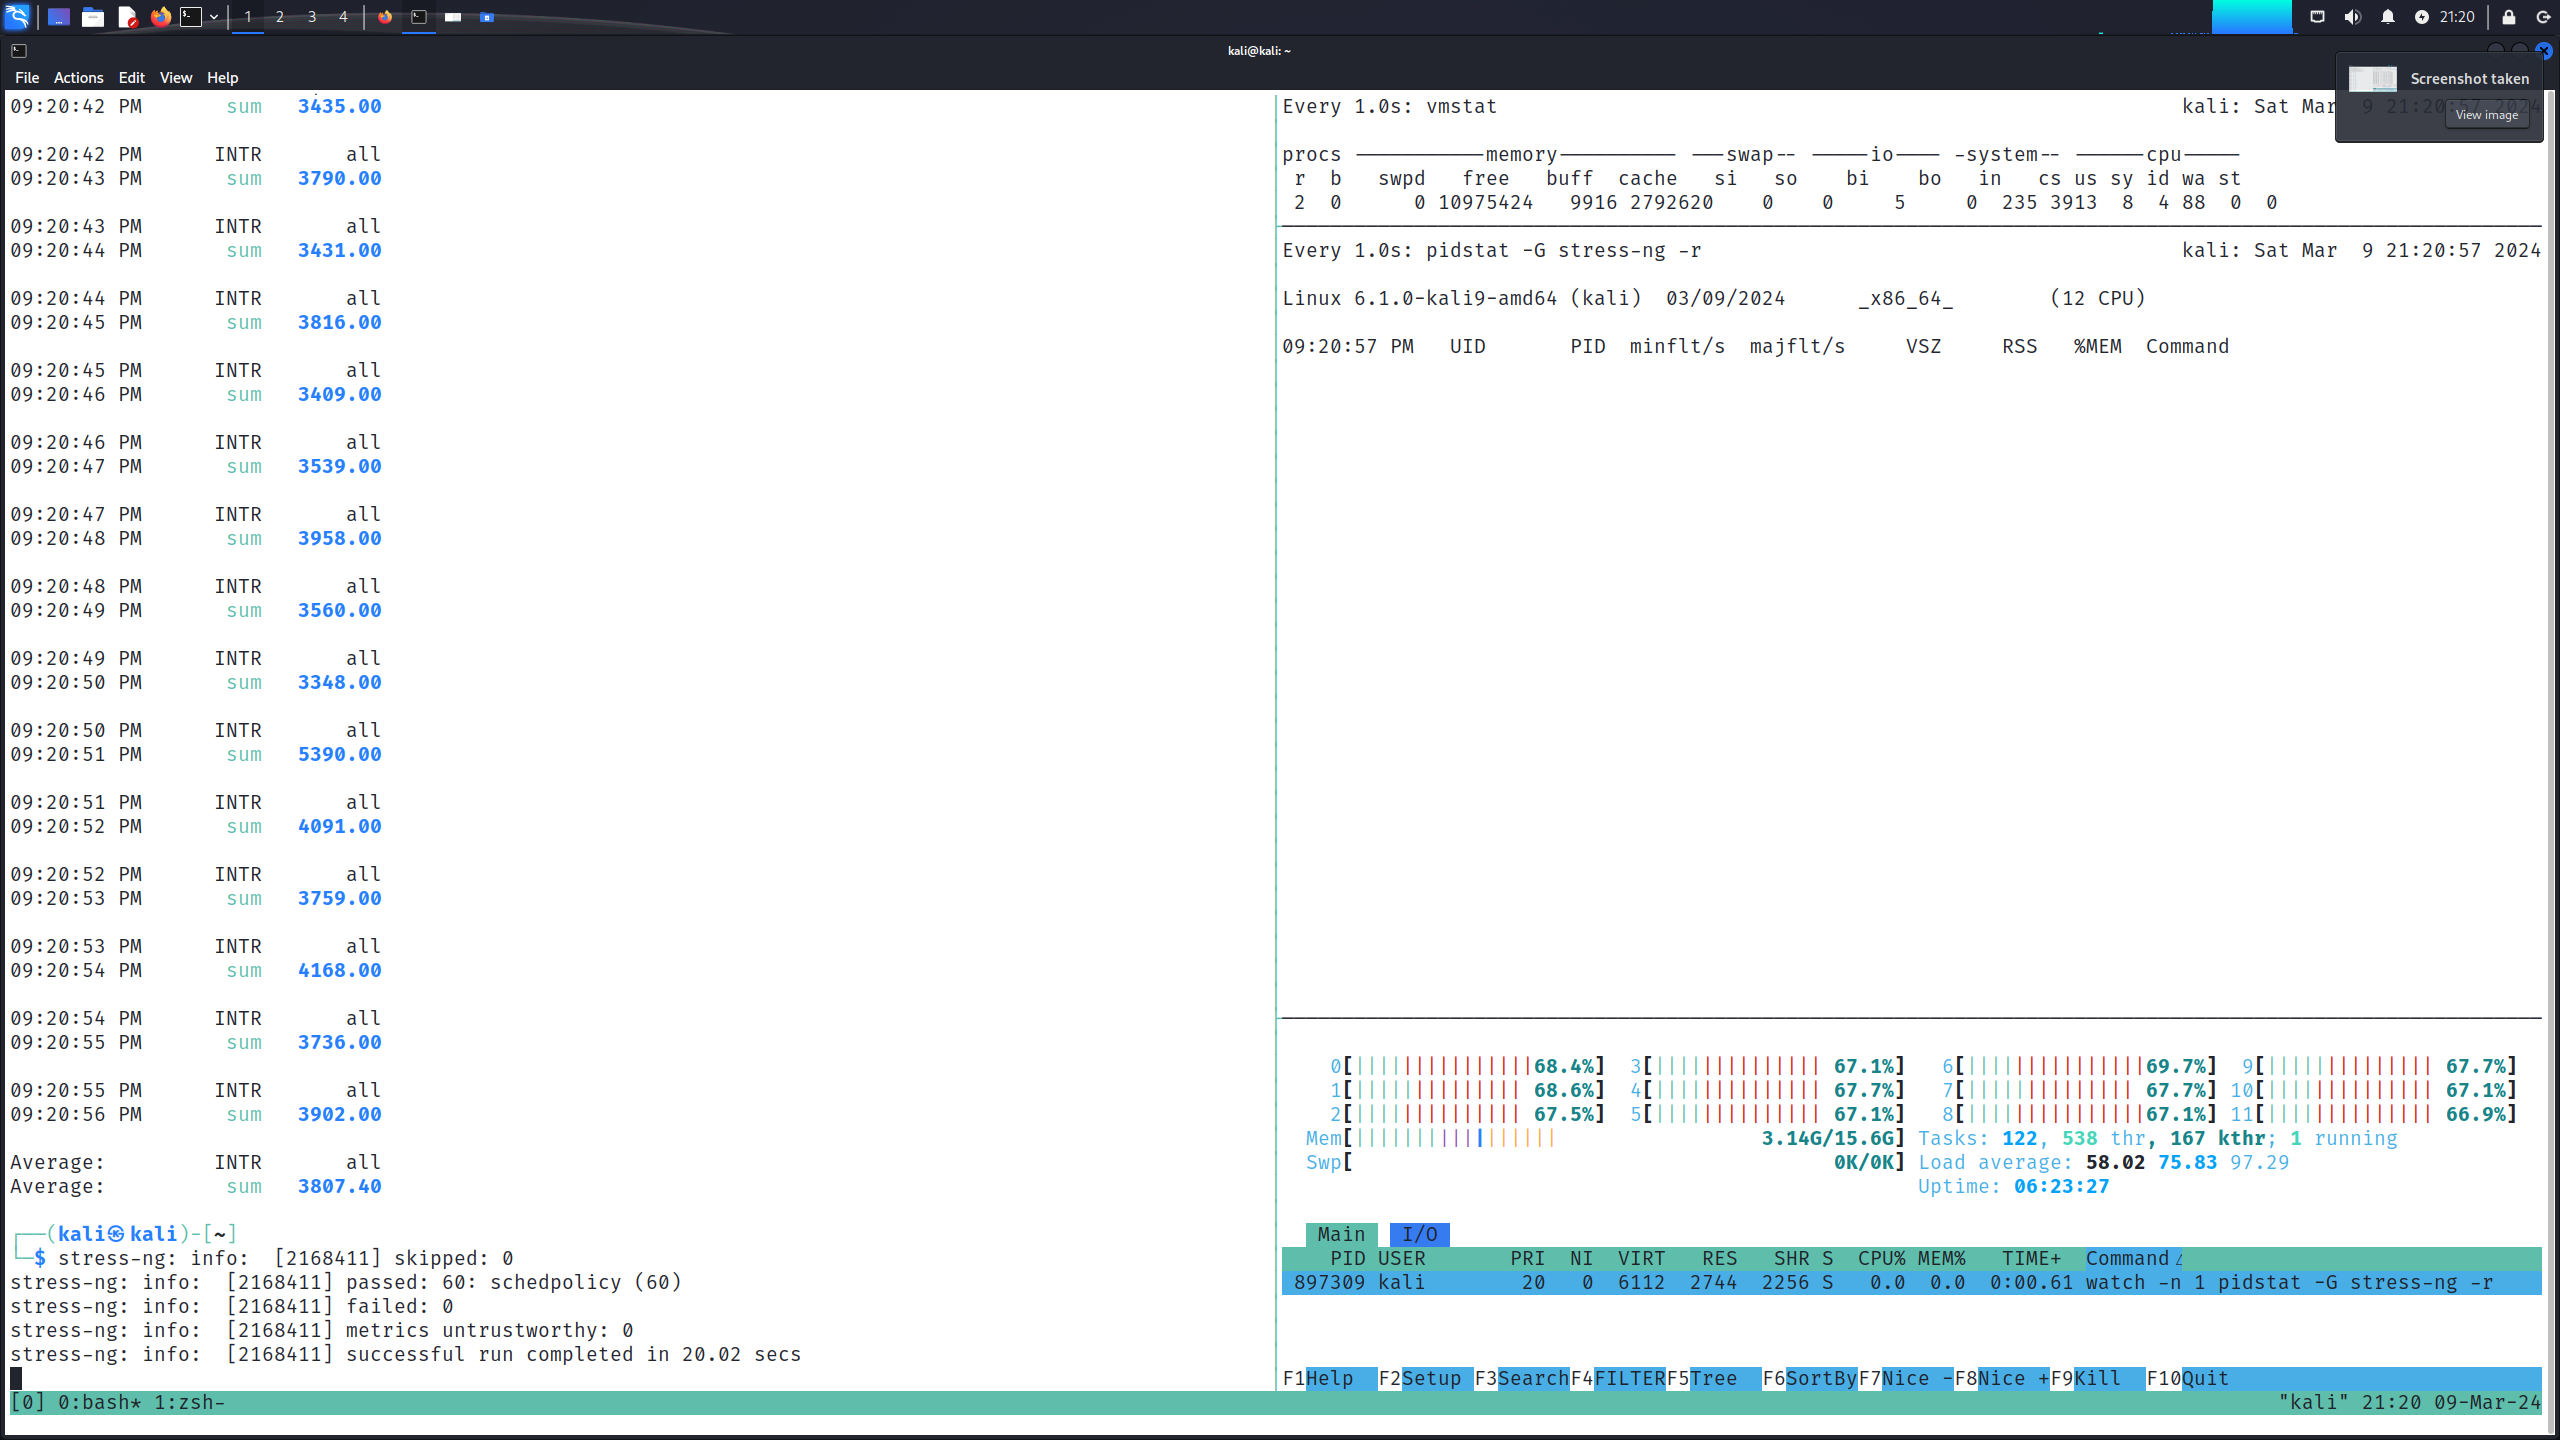 1 2 3 4 21:20
kali@kali: ~
File Actions Edit View Help
Screenshot taken
View image
09:20:42 PM sum 3435.00
09:20:42 PM INTR all
09:20:43 PM sum 3790.00
09:20:43 PM INTR all
09:20:44 PM sum 3431.00
09:20:44 PM INTR all
09:20:45 PM sum 3816.00
09:20:45 PM INTR all
09:20:46 PM sum 3409.00
09:20:46 PM INTR all
09:20:47 PM sum 3539.00
09:20:47 PM INTR all
09:20:48 PM sum 3958.00
09:20:48 PM INTR all
09:20:49 PM sum 3560.00
09:20:49 PM INTR all
09:20:50 PM sum 3348.00
09:20:50 PM INTR all
09:20:51 PM sum 5390.00
09:20:51 PM INTR all
09:20:52 PM sum 4091.00
09:20:52 PM INTR all
09:20:53 PM sum 3759.00
09:20:53 PM INTR all
09:20:54 PM sum 4168.00
09:20:54 PM INTR all
09:20:55 PM sum 3736.00
09:20:55 PM INTR all
09:20:56 PM sum 3902.00
Average: INTR all
Average: sum 3807.40
┌──(kali㉿kali)-[~]
└─$ stress-ng: info: [2168411] skipped: 0
stress-ng: info: [2168411] passed: 60: schedpolicy (60)
stress-ng: info: [2168411] failed: 0
stress-ng: info: [2168411] metrics untrustworthy: 0
stress-ng: info: [2168411] successful run completed in 20.02 secs
Every 1.0s: vmstat kali: Sat Mar 9 21:20:57 2024
procs -----------memory---------- ---swap-- -----io---- -system-- ------cpu-----
r b swpd free buff cache si so bi bo in cs us sy id wa st
2 0 0 10975424 9916 2792620 0 0 5 0 235 3913 8 4 88 0 0
Every 1.0s: pidstat -G stress-ng -r kali: Sat Mar 9 21:20:57 2024
Linux 6.1.0-kali9-amd64 (kali) 03/09/2024 _x86_64_ (12 CPU)
09:20:57 PM UID PID minflt/s majflt/s VSZ RSS %MEM Command
0[||||||||||||||| 68.4%] 3[|||||||||||||| 67.1%] 6[||||||||||||||| 69.7%] 9[|||||||||||||| 67.7%]
1[|||||||||||||| 68.6%] 4[|||||||||||||| 67.7%] 7[|||||||||||||| 67.7%] 10[|||||||||||||| 67.1%]
2[|||||||||||||| 67.5%] 5[|||||||||||||| 67.1%] 8[||||||||||||||| 67.1%] 11[|||||||||||||| 66.9%]
Mem[||||||||||||||||| 3.14G/15.6G] Tasks: 122, 538 thr, 167 kthr; 1 running
Swp[ 0K/0K] Load average: 58.02 75.83 97.29
Uptime: 06:23:27
Main I/O
PID USER PRI NI VIRT RES SHR S CPU% MEM% TIME+ Command△
897309 kali 20 0 6112 2744 2256 S 0.0 0.0 0:00.61 watch -n 1 pidstat -G stress-ng -r
F1Help F2Setup F3SearchF4FILTERF5Tree F6SortByF7Nice -F8Nice +F9Kill F10Quit
[0] 0:bash* 1:zsh- "kali" 21:20 09-Mar-24